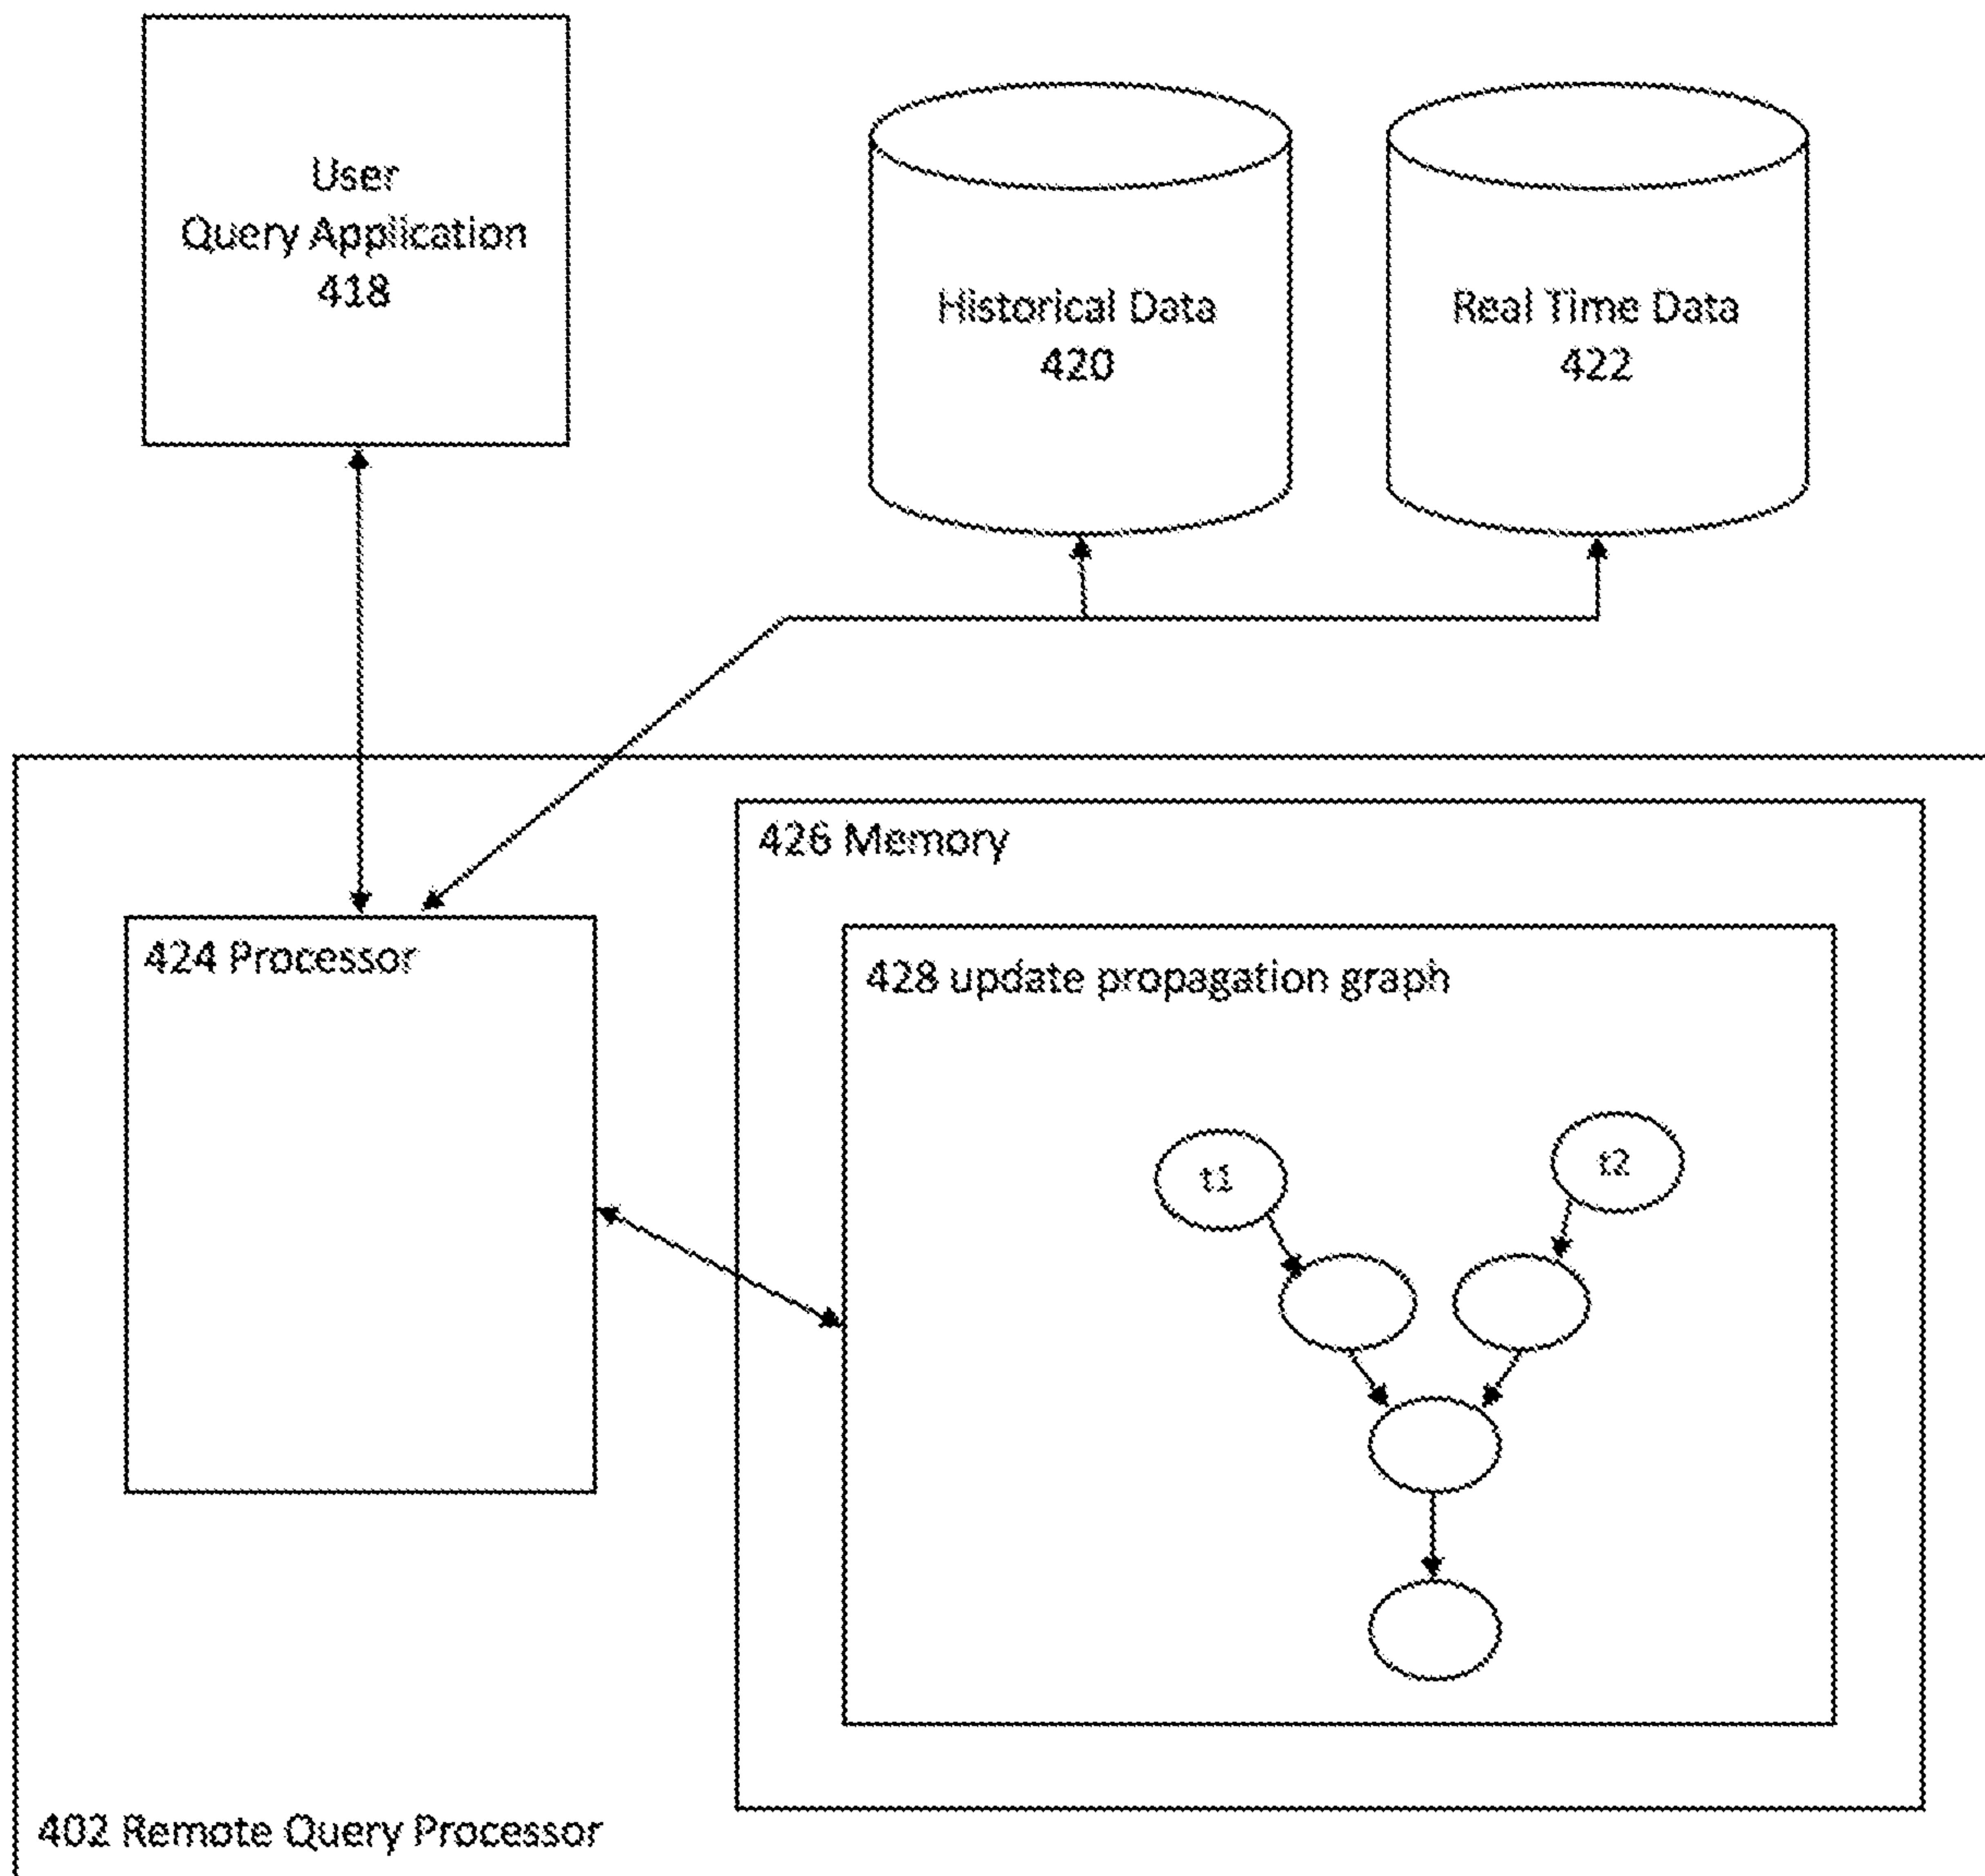 User
Query Application
418
Historical Data
420
Real Time Data
422
426 Memory
424 Processor
428 update propagation graph
t1
t2
402 Remote Query Processor